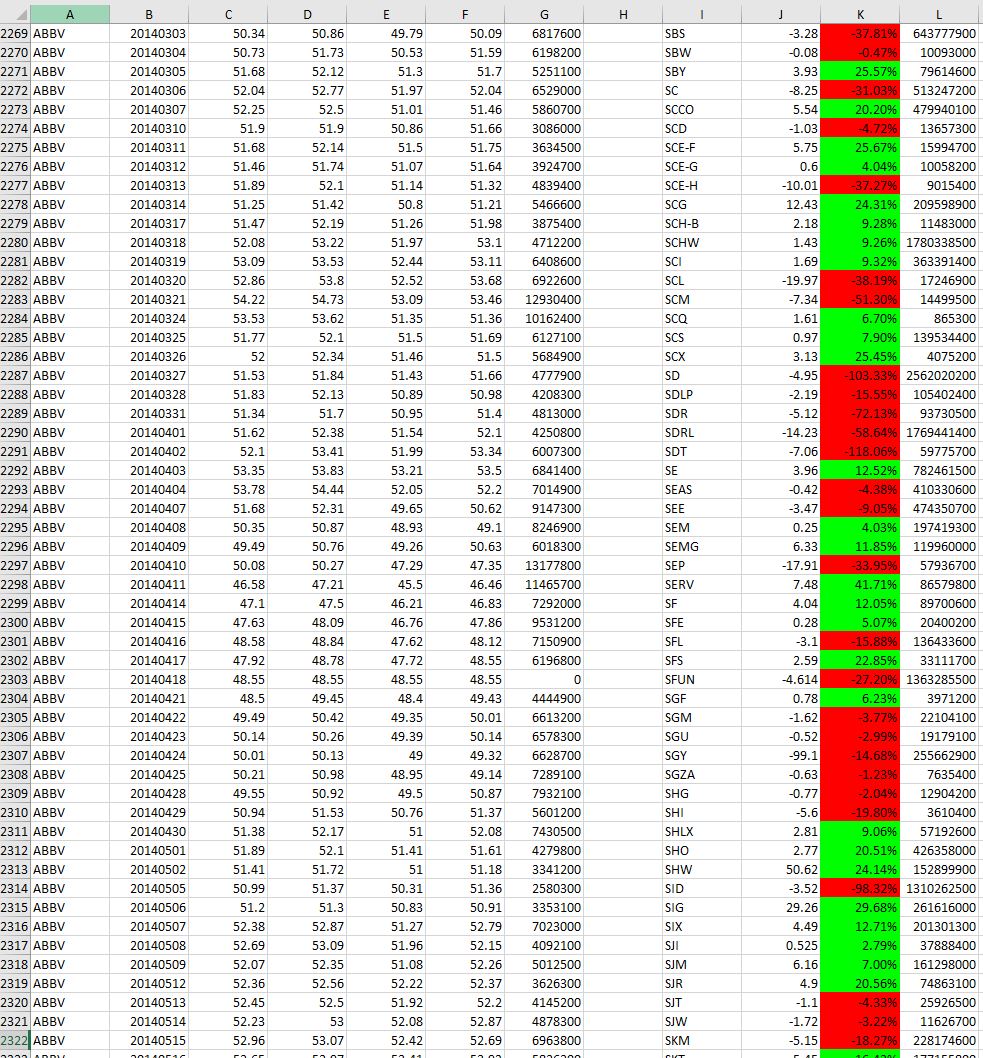 A B C D E F G H I J K L
2269 ABBV 20140303 50.34 50.86 49.79 50.09 6817600 SBS -3.28 -37.81% 643777900
2270 ABBV 20140304 50.73 51.73 50.53 51.59 6198200 SBW -0.08 -0.47% 10093000
2271 ABBV 20140305 51.68 52.12 51.3 51.7 5251100 SBY 3.93 25.57% 79614600
2272 ABBV 20140306 52.04 52.77 51.97 52.04 6529000 SC -8.25 -31.03% 513247200
2273 ABBV 20140307 52.25 52.5 51.01 51.46 5860700 SCCO 5.54 20.20% 479940100
2274 ABBV 20140310 51.9 51.9 50.86 51.66 3086000 SCD -1.03 -4.72% 13657300
2275 ABBV 20140311 51.68 52.14 51.5 51.75 3634500 SCE-F 5.75 25.67% 15994700
2276 ABBV 20140312 51.46 51.74 51.07 51.64 3924700 SCE-G 0.6 4.04% 10058200
2277 ABBV 20140313 51.89 52.1 51.14 51.32 4839400 SCE-H -10.01 -37.27% 9015400
2278 ABBV 20140314 51.25 51.42 50.8 51.21 5466600 SCG 12.43 24.31% 209598900
2279 ABBV 20140317 51.47 52.19 51.26 51.98 3875400 SCH-B 2.18 9.28% 11483000
2280 ABBV 20140318 52.08 53.22 51.97 53.1 4712200 SCHW 1.43 9.26% 1780338500
2281 ABBV 20140319 53.09 53.53 52.44 53.11 6408600 SCI 1.69 9.32% 363391400
2282 ABBV 20140320 52.86 53.8 52.52 53.68 6922600 SCL -19.97 -38.19% 17246900
2283 ABBV 20140321 54.22 54.73 53.09 53.46 12930400 SCM -7.34 -51.30% 14499500
2284 ABBV 20140324 53.53 53.62 51.35 51.36 10162400 SCQ 1.61 6.70% 865300
2285 ABBV 20140325 51.77 52.1 51.5 51.69 6127100 SCS 0.97 7.90% 139534400
2286 ABBV 20140326 52 52.34 51.46 51.5 5684900 SCX 3.13 25.45% 4075200
2287 ABBV 20140327 51.53 51.84 51.43 51.66 4777900 SD -4.95 -103.33% 2562020200
2288 ABBV 20140328 51.83 52.13 50.89 50.98 4208300 SDLP -2.19 -15.55% 105402400
2289 ABBV 20140331 51.34 51.7 50.95 51.4 4813000 SDR -5.12 -72.13% 93730500
2290 ABBV 20140401 51.62 52.38 51.54 52.1 4250800 SDRL -14.23 -58.64% 1769441400
2291 ABBV 20140402 52.1 53.41 51.99 53.34 6007300 SDT -7.06 -118.06% 59775700
2292 ABBV 20140403 53.35 53.83 53.21 53.5 6841400 SE 3.96 12.52% 782461500
2293 ABBV 20140404 53.78 54.44 52.05 52.2 7014900 SEAS -0.42 -4.38% 410330600
2294 ABBV 20140407 51.68 52.31 49.65 50.62 9147300 SEE -3.47 -9.05% 474350700
2295 ABBV 20140408 50.35 50.87 48.93 49.1 8246900 SEM 0.25 4.03% 197419300
2296 ABBV 20140409 49.49 50.76 49.26 50.63 6018300 SEMG 6.33 11.85% 119960000
2297 ABBV 20140410 50.08 50.27 47.29 47.35 13177800 SEP -17.91 -33.95% 57936700
2298 ABBV 20140411 46.58 47.21 45.5 46.46 11465700 SERV 7.48 41.71% 86579800
2299 ABBV 20140414 47.1 47.5 46.21 46.83 7292000 SF 4.04 12.05% 89700600
2300 ABBV 20140415 47.63 48.09 46.76 47.86 9531200 SFE 0.28 5.07% 20400200
2301 ABBV 20140416 48.58 48.84 47.62 48.12 7150900 SFL -3.1 -15.88% 136433600
2302 ABBV 20140417 47.92 48.78 47.72 48.55 6196800 SFS 2.59 22.85% 33111700
2303 ABBV 20140418 48.55 48.55 48.55 48.55 0 SFUN -4.614 -27.20% 1363285500
2304 ABBV 20140421 48.5 49.45 48.4 49.43 4444900 SGF 0.78 6.23% 3971200
2305 ABBV 20140422 49.49 50.42 49.35 50.01 6613200 SGM -1.62 -3.77% 22104100
2306 ABBV 20140423 50.14 50.26 49.39 50.14 6578300 SGU -0.52 -2.99% 19179100
2307 ABBV 20140424 50.01 50.13 49 49.32 6628700 SGY -99.1 -14.68% 255662900
2308 ABBV 20140425 50.21 50.98 48.95 49.14 7289100 SGZA -0.63 -1.23% 7635400
2309 ABBV 20140428 49.55 50.92 49.5 50.87 7932100 SHG -0.77 -2.04% 12904200
2310 ABBV 20140429 50.94 51.53 50.76 51.37 5601200 SHI -5.6 -19.80% 3610400
2311 ABBV 20140430 51.38 52.17 51 52.08 7430500 SHLX 2.81 9.06% 57192600
2312 ABBV 20140501 51.89 52.1 51.41 51.61 4279800 SHO 2.77 20.51% 426358000
2313 ABBV 20140502 51.41 51.72 51 51.18 3341200 SHW 50.62 24.14% 152899900
2314 ABBV 20140505 50.99 51.37 50.31 51.36 2580300 SID -3.52 -98.32% 1310262500
2315 ABBV 20140506 51.2 51.3 50.83 50.91 3353100 SIG 29.26 29.68% 261616000
2316 ABBV 20140507 52.38 52.87 51.27 52.79 7023000 SIX 4.49 12.71% 201301300
2317 ABBV 20140508 52.69 53.09 51.96 52.15 4092100 SJI 0.525 2.79% 37888400
2318 ABBV 20140509 52.07 52.35 51.08 52.26 5012500 SJM 6.16 7.00% 161298000
2319 ABBV 20140512 52.36 52.56 52.22 52.37 3626300 SJR 4.9 20.56% 74863100
2320 ABBV 20140513 52.45 52.5 51.92 52.2 4145200 SJT -1.1 -4.33% 25926500
2321 ABBV 20140514 52.23 53 52.08 52.87 4878300 SJW -1.72 -3.22% 11626700
2322 ABBV 20140515 52.96 53.07 52.42 52.69 6963800 SKM -5.15 -18.27% 228174600